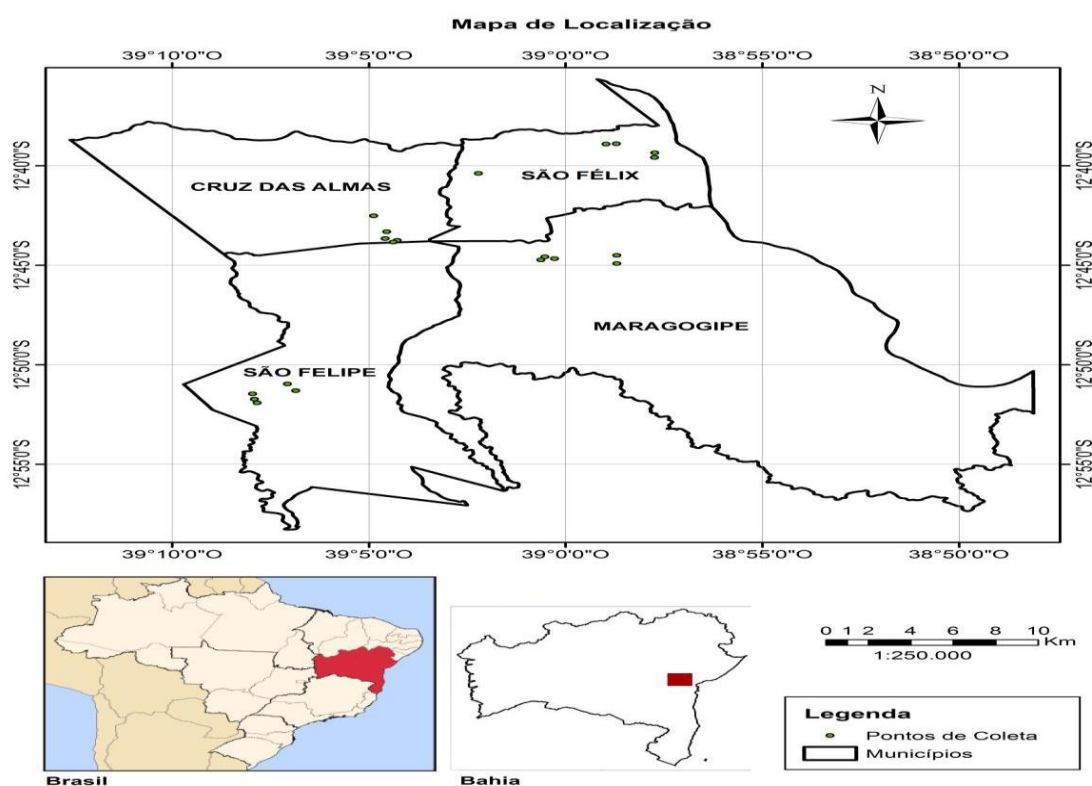 Mapa de Localização
39°10'0"O 39°5'0"O 39°0'0"O 38°55'0"O 38°50'0"O
N
12°40'0"S 12°40'0"S
CRUZ DAS ALMAS SÃO FÉLIX
12°45'0"S 12°45'0"S
MARAGOGIPE
12°50'0"S 12°50'0"S
SÃO FELIPE
12°55'0"S 12°55'0"S
39°10'0"O 39°5'0"O 39°0'0"O 38°55'0"O 38°50'0"O
0 1 2 4 6 8 10
Km
1:250.000
Legenda
Pontos de Coleta
Municípios
Brasil Bahia